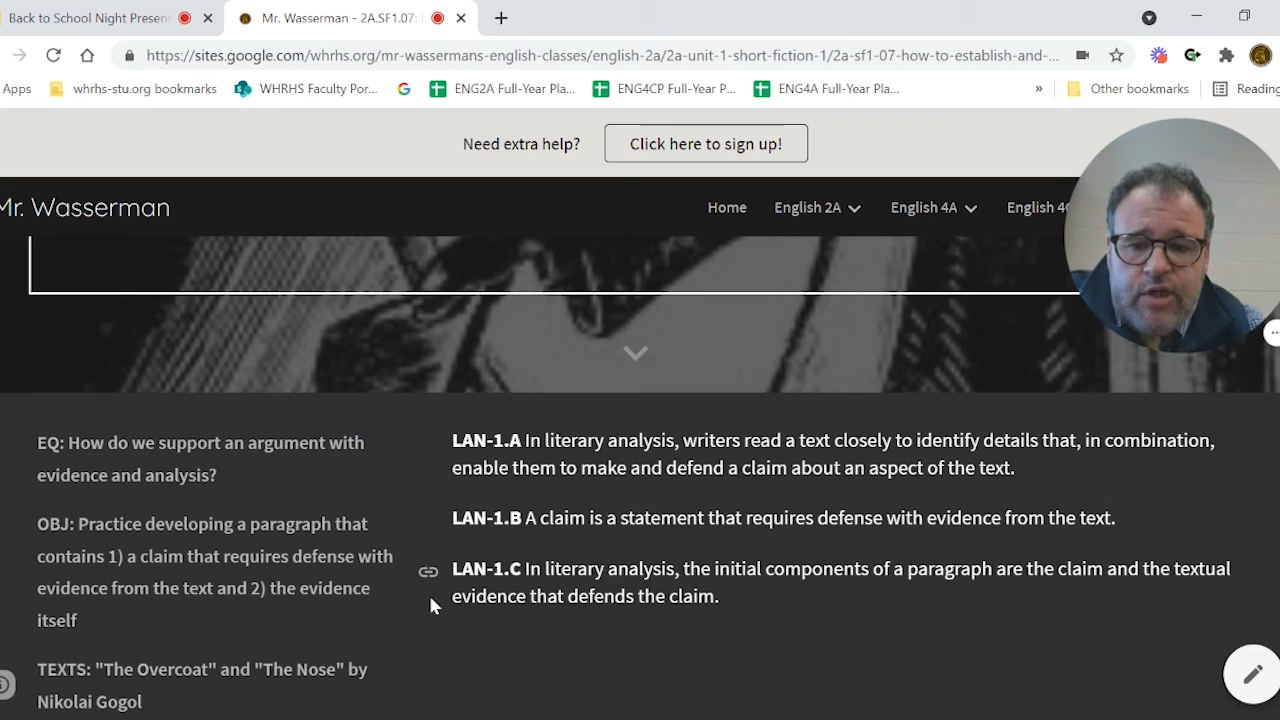 Back to School Night Presen
Mr. Wasserman - 2A.SF1.07:
https://sites.google.com/whrhs.org/mr-wassermans-english-classes/english-2a/2a-unit-1-short-fiction-1/2a-sf1-07-how-to-establish-and-...
Apps whrhs-stu.org bookmarks WHRHS Faculty Por... ENG2A Full-Year Pla... ENG4CP Full-Year P... ENG4A Full-Year Pla... » Other bookmarks Reading
Need extra help? Click here to sign up!
Mr. Wasserman Home English 2A English 4A English 4C
EQ: How do we support an argument with
evidence and analysis?
OBJ: Practice developing a paragraph that
contains 1) a claim that requires defense with
evidence from the text and 2) the evidence
itself
TEXTS: "The Overcoat" and "The Nose" by
Nikolai Gogol
LAN-1.A In literary analysis, writers read a text closely to identify details that, in combination,
enable them to make and defend a claim about an aspect of the text.
LAN-1.B A claim is a statement that requires defense with evidence from the text.
LAN-1.C In literary analysis, the initial components of a paragraph are the claim and the textual
evidence that defends the claim.